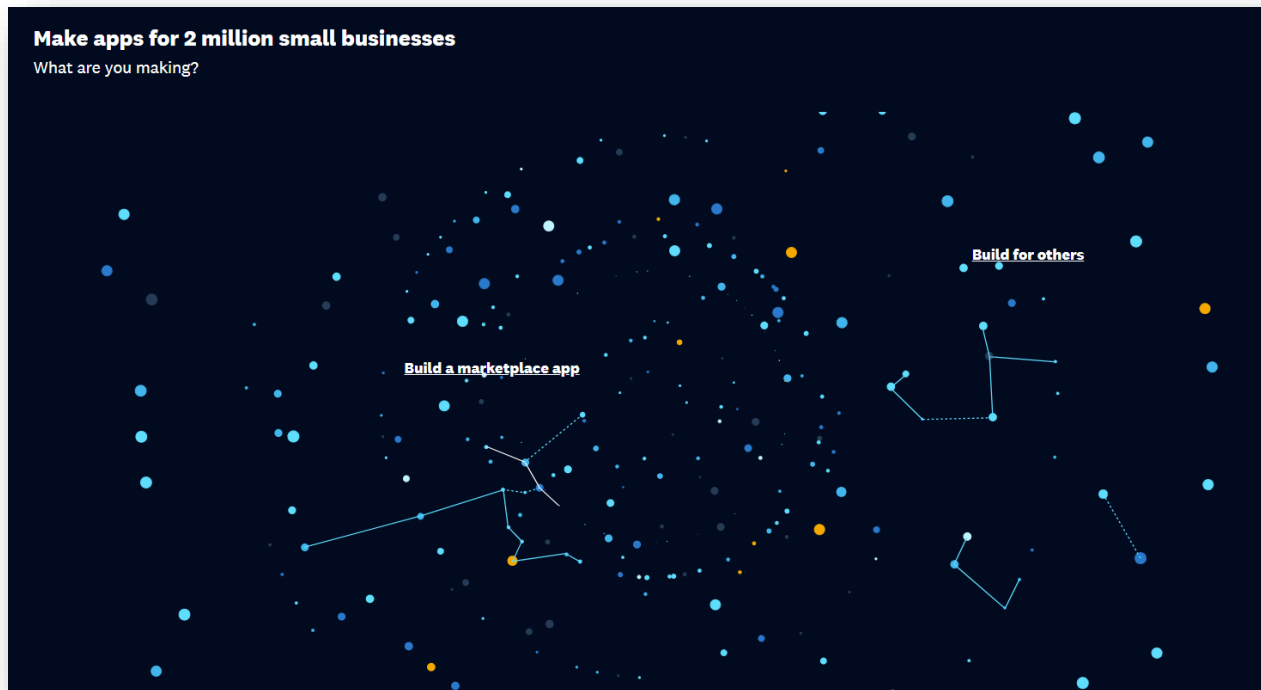 Make apps for 2 million small businesses
What are you making?
Build for others
Build a marketplace app